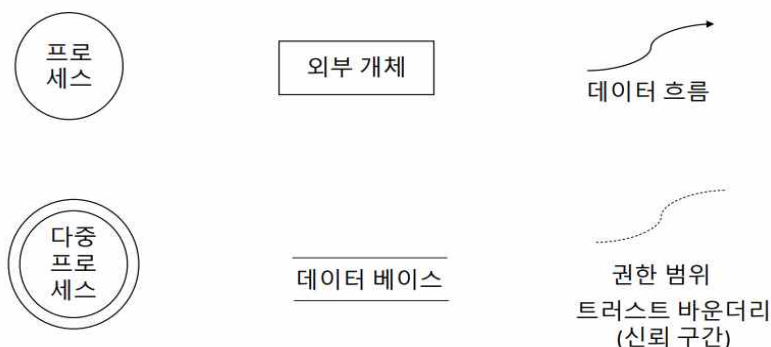 프로
세스
외부 개체
데이터 흐름
다중
프로
세스
데이터 베이스
권한 범위
트러스트 바운더리
(신뢰 구간)